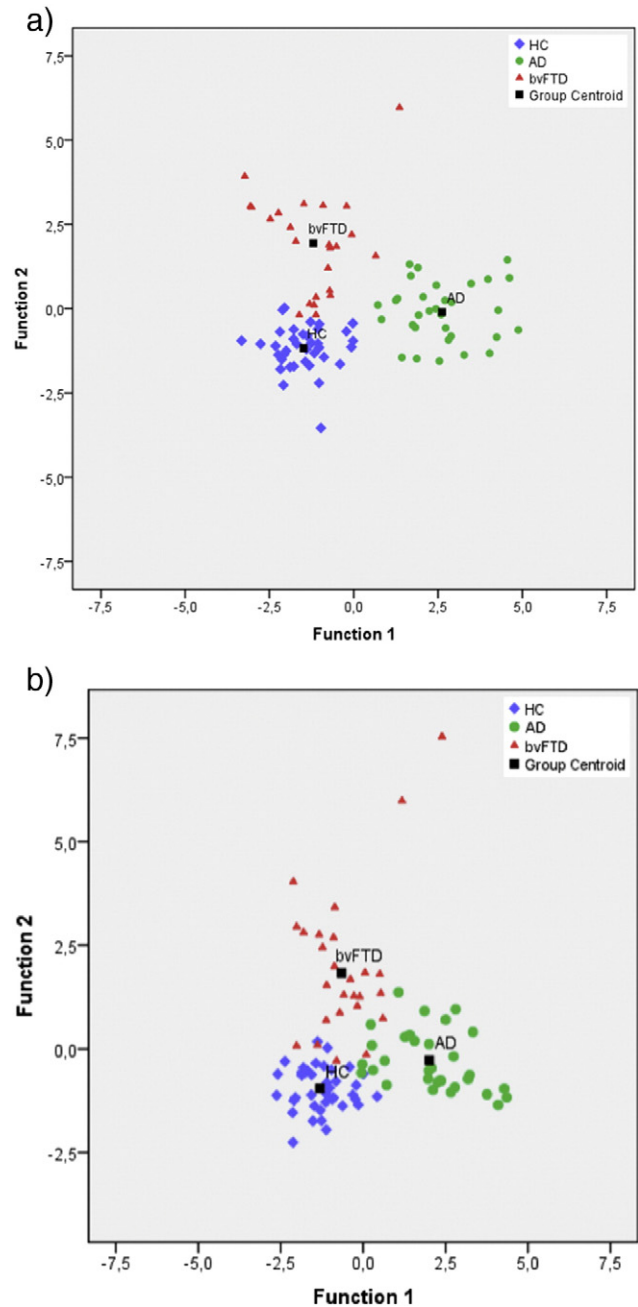 a)
HC
AD
bvFTD
Group Centroid
7,5
5,0
2,5
0,0
-2,5
-5,0
-7,5
Function 2
bvFTD
AD
HC
-7,5 -5,0 -2,5 0,0 2,5 5,0 7,5
Function 1
b)
HC
AD
bvFTD
Group Centroid
7,5
5,0
2,5
0,0
-2,5
Function 2
bvFTD
AD
HC
-7,5 -5,0 -2,5 0,0 2,5 5,0 7,5
Function 1